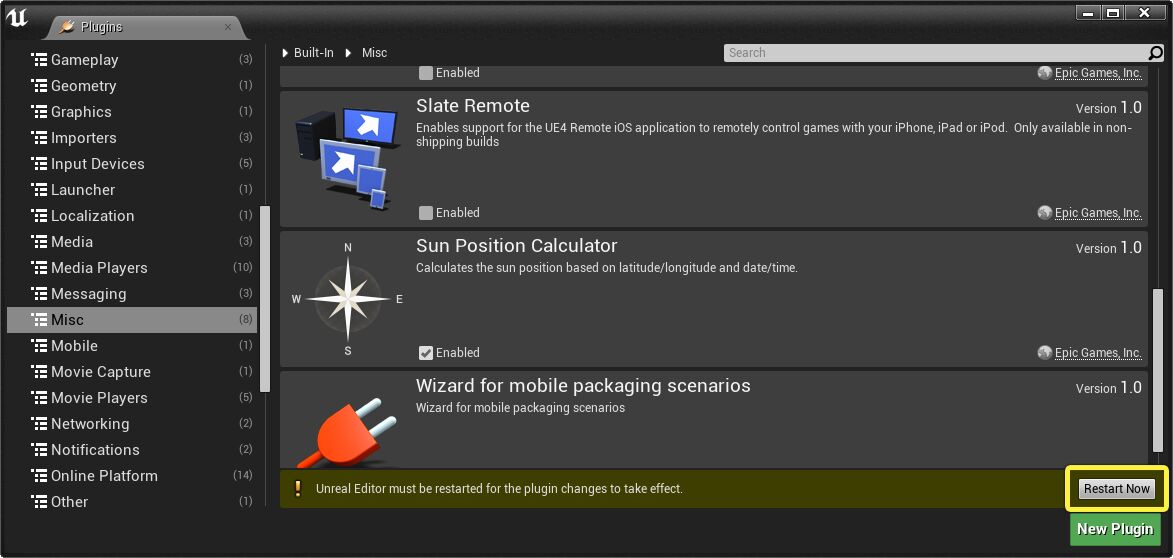 Plugins
Gameplay (3)
Geometry (1)
Graphics (1)
Importers (3)
Input Devices (5)
Launcher (1)
Localization (1)
Media (3)
Media Players (10)
Messaging (3)
Misc (8)
Mobile (1)
Movie Capture (1)
Movie Players (5)
Networking (2)
Notifications (2)
Online Platform (14)
Other (1)
Built-In Misc
Search
Enabled Epic Games, Inc.
Slate Remote Version 1.0
Enables support for the UE4 Remote iOS application to remotely control games with your iPhone, iPad or iPod. Only available in non-
shipping builds
Enabled Epic Games, Inc.
Sun Position Calculator Version 1.0
Calculates the sun position based on latitude/longitude and date/time.
N
W E
S
Enabled Epic Games, Inc.
Wizard for mobile packaging scenarios Version 1.0
Wizard for mobile packaging scenarios
Unreal Editor must be restarted for the plugin changes to take effect. Restart Now
New Plugin